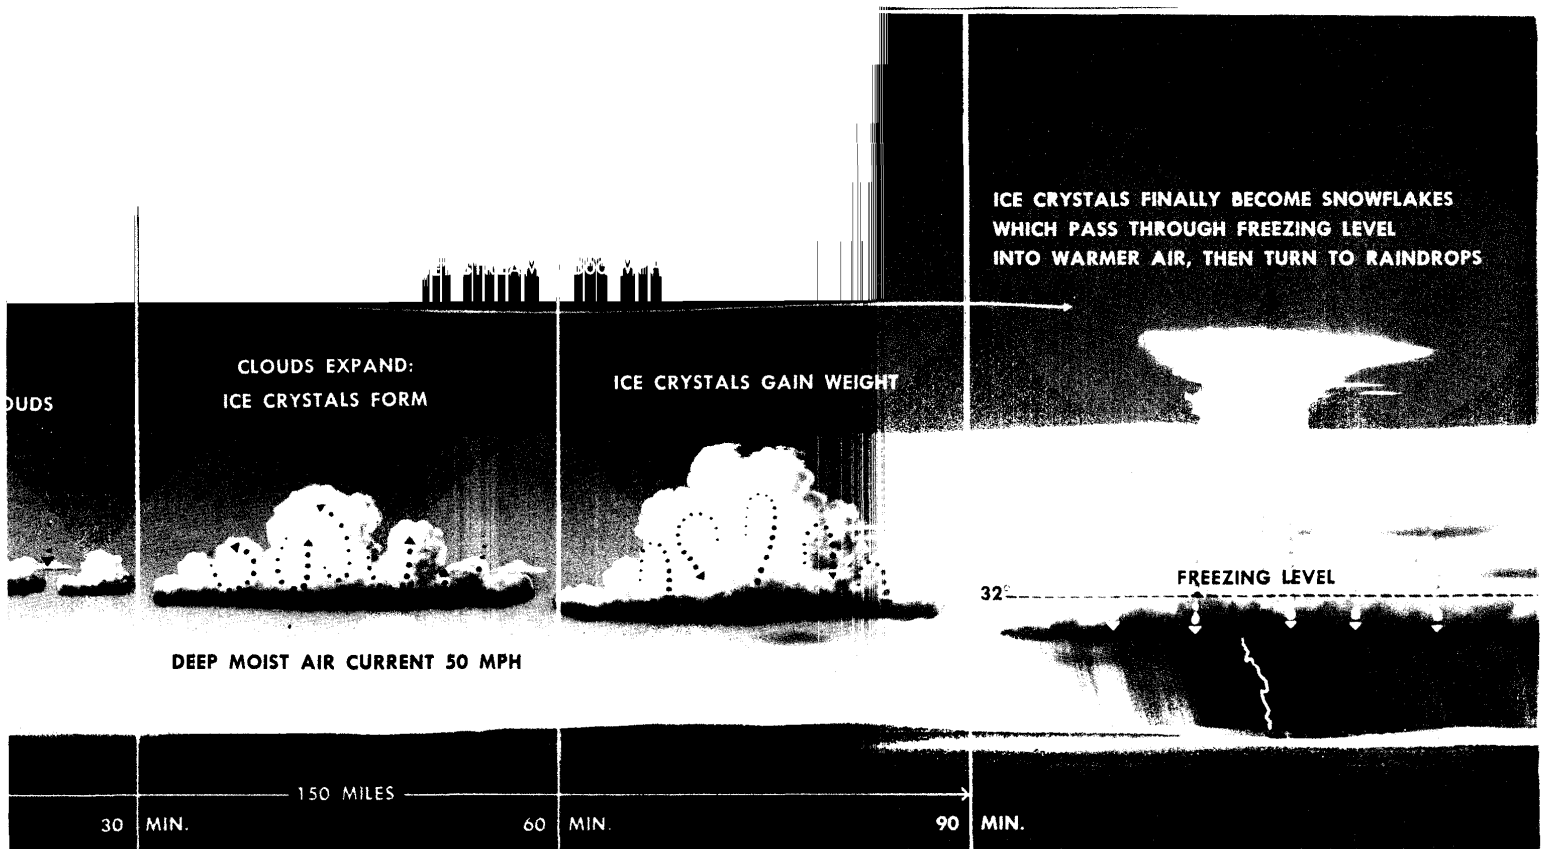 ICE CRYSTALS FINALLY BECOME SNOWFLAKES
WHICH PASS THROUGH FREEZING LEVEL
INTO WARMER AIR, THEN TURN TO RAINDROPS
STREAM
CLOUDS EXPAND:
ICE CRYSTALS FORM
ICE CRYSTALS GAIN WEIGHT
OUDS
FREEZING LEVEL
32°
DEEP MOIST AIR CURRENT 50 MPH
150 MILES
30 MIN.
60 MIN.
90 MIN.